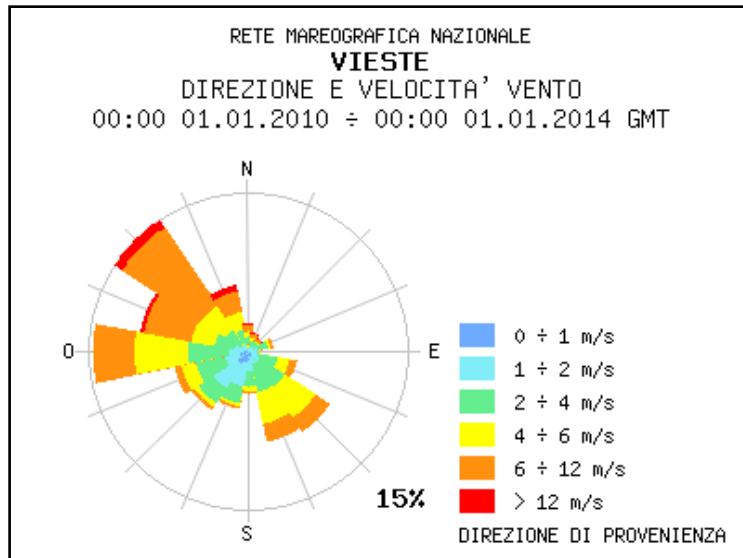 RETE MAREOGRAFICA NAZIONALE
VIESTE
DIREZIONE E VELOCITA' VENTO
00:00 01.01.2010 ÷ 00:00 01.01.2014 GMT
N
O
E
S
15%
0 ÷ 1 m/s
1 ÷ 2 m/s
2 ÷ 4 m/s
4 ÷ 6 m/s
6 ÷ 12 m/s
> 12 m/s
DIREZIONE DI PROVENIENZA